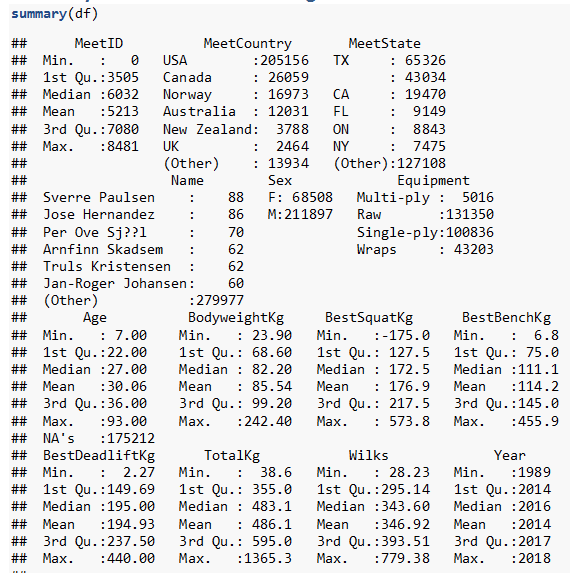 summary(df)
##      MeetID          MeetCountry       MeetState
##  Min.   :   0   USA        :205156   TX     : 65326
##  1st Qu.:3505   Canada     : 26059          : 43034
##  Median :6032   Norway     : 16973   CA     : 19470
##  Mean   :5213   Australia  : 12031   FL     :  9149
##  3rd Qu.:7080   New Zealand:  3788   ON     :  8843
##  Max.   :8481   UK         :  2464   NY     :  7475
##                 (Other)    : 13934   (Other):127108
##                  Name        Sex             Equipment
##  Sverre Paulsen    :    88   F: 68508   Multi-ply :  5016
##  Jose Hernandez    :    86   M:211897   Raw       :131350
##  Per Ove Sj??l     :    70              Single-ply:100836
##  Arnfinn Skadsem   :    62              Wraps     : 43203
##  Truls Kristensen  :    62
##  Jan-Roger Johansen:    60
##  (Other)           :279977
##       Age           BodyweightKg     BestSquatKg      BestBenchKg
##  Min.   : 7.00   Min.   : 23.90   Min.   :-175.0   Min.   :  6.8
##  1st Qu.:22.00   1st Qu.: 68.60   1st Qu.: 127.5   1st Qu.: 75.0
##  Median :27.00   Median : 82.20   Median : 172.5   Median :111.1
##  Mean   :30.06   Mean   : 85.54   Mean   : 176.9   Mean   :114.2
##  3rd Qu.:36.00   3rd Qu.: 99.20   3rd Qu.: 217.5   3rd Qu.:145.0
##  Max.   :93.00   Max.   :242.40   Max.   : 573.8   Max.   :455.9
##  NA's   :175212
##  BestDeadliftKg      TotalKg           Wilks             Year
##  Min.   :  2.27   Min.   :  38.6   Min.   : 28.23   Min.   :1989
##  1st Qu.:149.69   1st Qu.: 355.0   1st Qu.:295.14   1st Qu.:2014
##  Median :195.00   Median : 483.1   Median :343.60   Median :2016
##  Mean   :194.93   Mean   : 486.1   Mean   :346.92   Mean   :2014
##  3rd Qu.:237.50   3rd Qu.: 595.0   3rd Qu.:393.51   3rd Qu.:2017
##  Max.   :440.00   Max.   :1365.3   Max.   :779.38   Max.   :2018